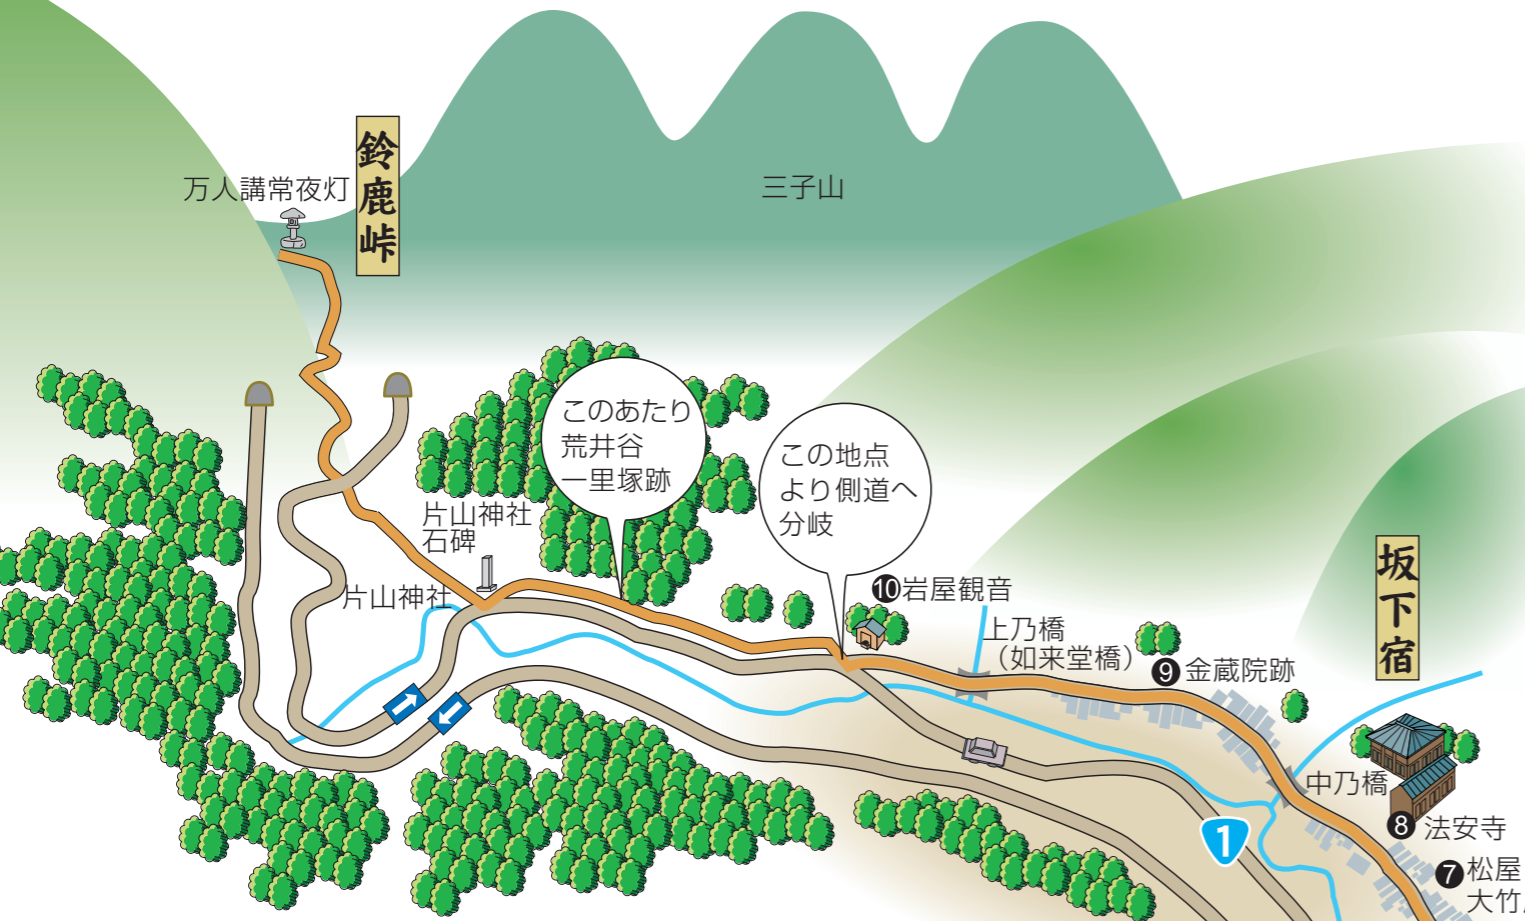 鈴鹿峠
万人講常夜灯
三子山
このあたり
荒井谷
一里塚跡
この地点
より側道へ
分岐
片山神社
石碑
片山神社
⑩岩屋観音
上乃橋
（如来堂橋）
⑨金蔵院跡
坂下宿
中乃橋
⑧法安寺
1
⑦松屋
大竹